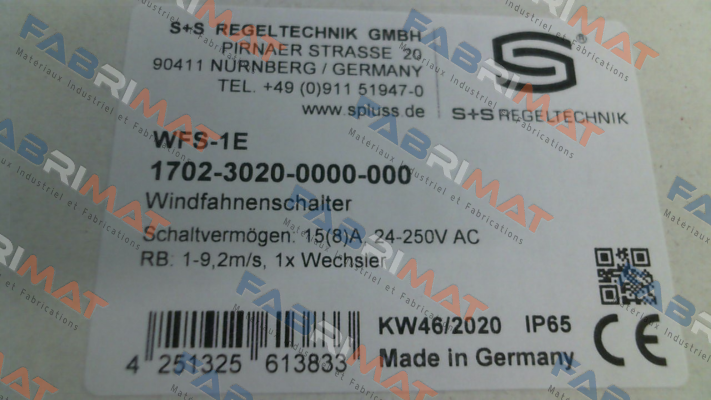 S+S REGELTECHNIK GMBH
PIRNAER STRASSE 20
90411 NÜRNBERG / GERMANY
TEL. +49 (0)911 51947-0
www.spluss.de
S
®
S+S REGELTECHNIK
WFS-1E
1702-3020-0000-000
Windfahnenschalter
Schaltvermögen: 15(8)A, 24-250V AC
RB: 1-9,2m/s, 1x Wechsler
4 251325 613833
KW46/2020 IP65
Made in Germany
CE
FABRIMAT
Materiaux Industriels et Fabrications